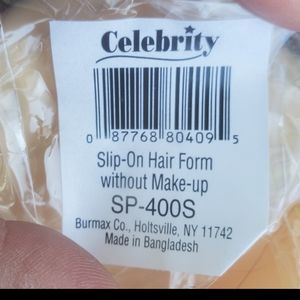 Celebrity
0 87768 80409 5
Slip-On Hair Form
without Make-up
SP-400S
Burmax Co., Holtsville, NY 11742
Made in Bangladesh